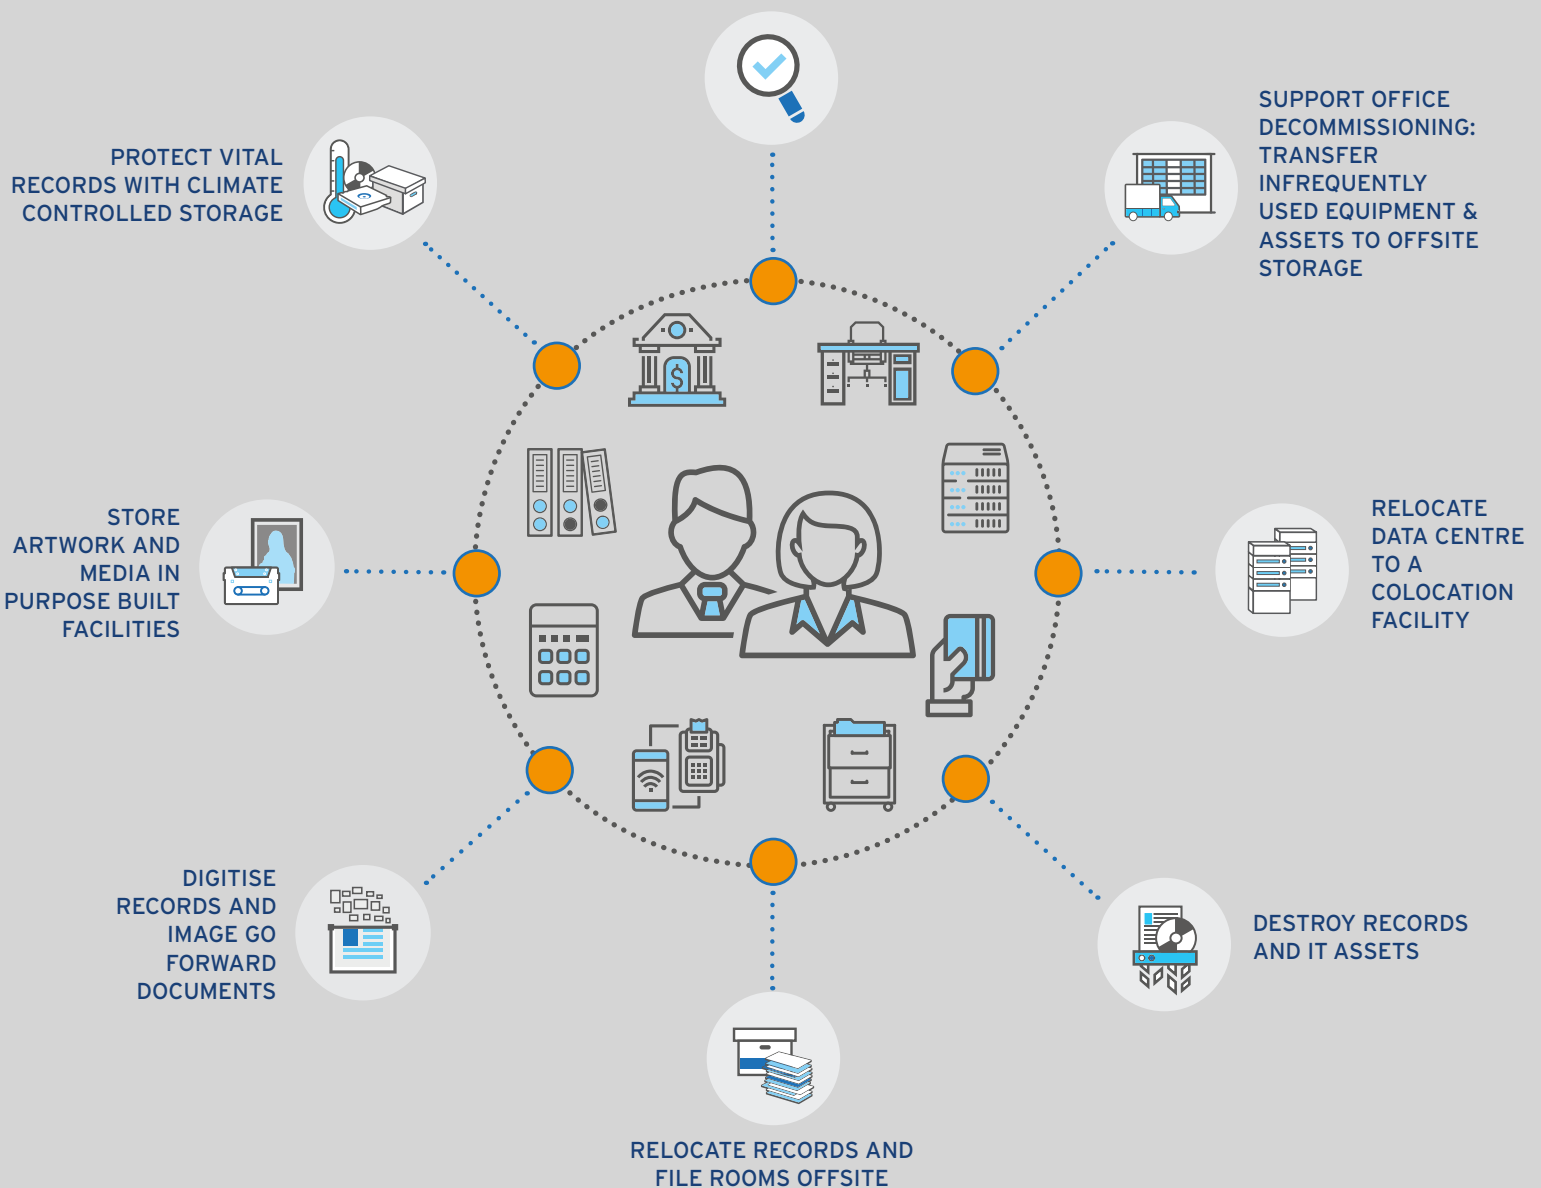 SUPPORT OFFICE
DECOMMISSIONING:
TRANSFER
INFREQUENTLY
USED EQUIPMENT &
ASSETS TO OFFSITE
STORAGE
PROTECT VITAL
RECORDS WITH CLIMATE
CONTROLLED STORAGE
$
STORE
ARTWORK AND
MEDIA IN
PURPOSE BUILT
FACILITIES
RELOCATE
DATA CENTRE
TO A
COLOCATION
FACILITY
DIGITISE
RECORDS AND
IMAGE GO
FORWARD
DOCUMENTS
DESTROY RECORDS
AND IT ASSETS
RELOCATE RECORDS AND
FILE ROOMS OFFSITE